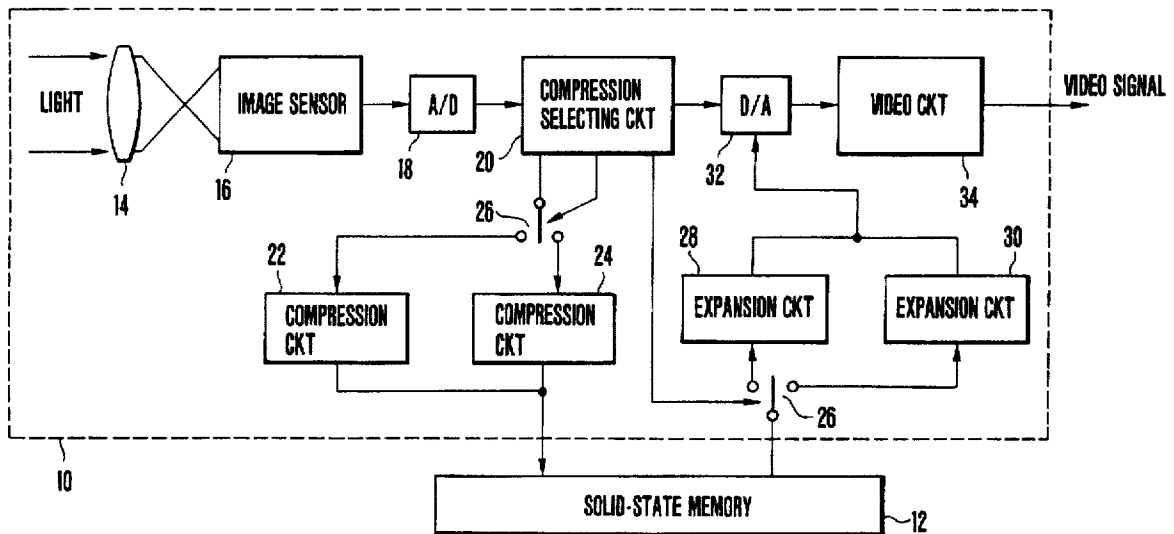 LIGHT
14
IMAGE SENSOR
16
A/D
18
COMPRESSION
SELECTING CKT
20
D/A
32
VIDEO CKT
34
VIDEO SIGNAL
26
22
COMPRESSION
CKT
24
COMPRESSION
CKT
28
EXPANSION CKT
30
EXPANSION CKT
26
10
SOLID-STATE MEMORY
12